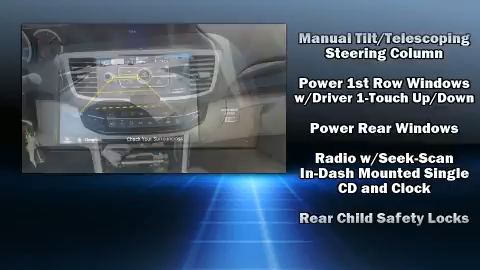 Manual Tilt/Telescoping
Steering Column
Power 1st Row Windows
w/Driver 1-Touch Up/Down
Power Rear Windows
Radio w/Seek-Scan
In-Dash Mounted Single
CD and Clock
Rear Child Safety Locks
Check Your Surroundings